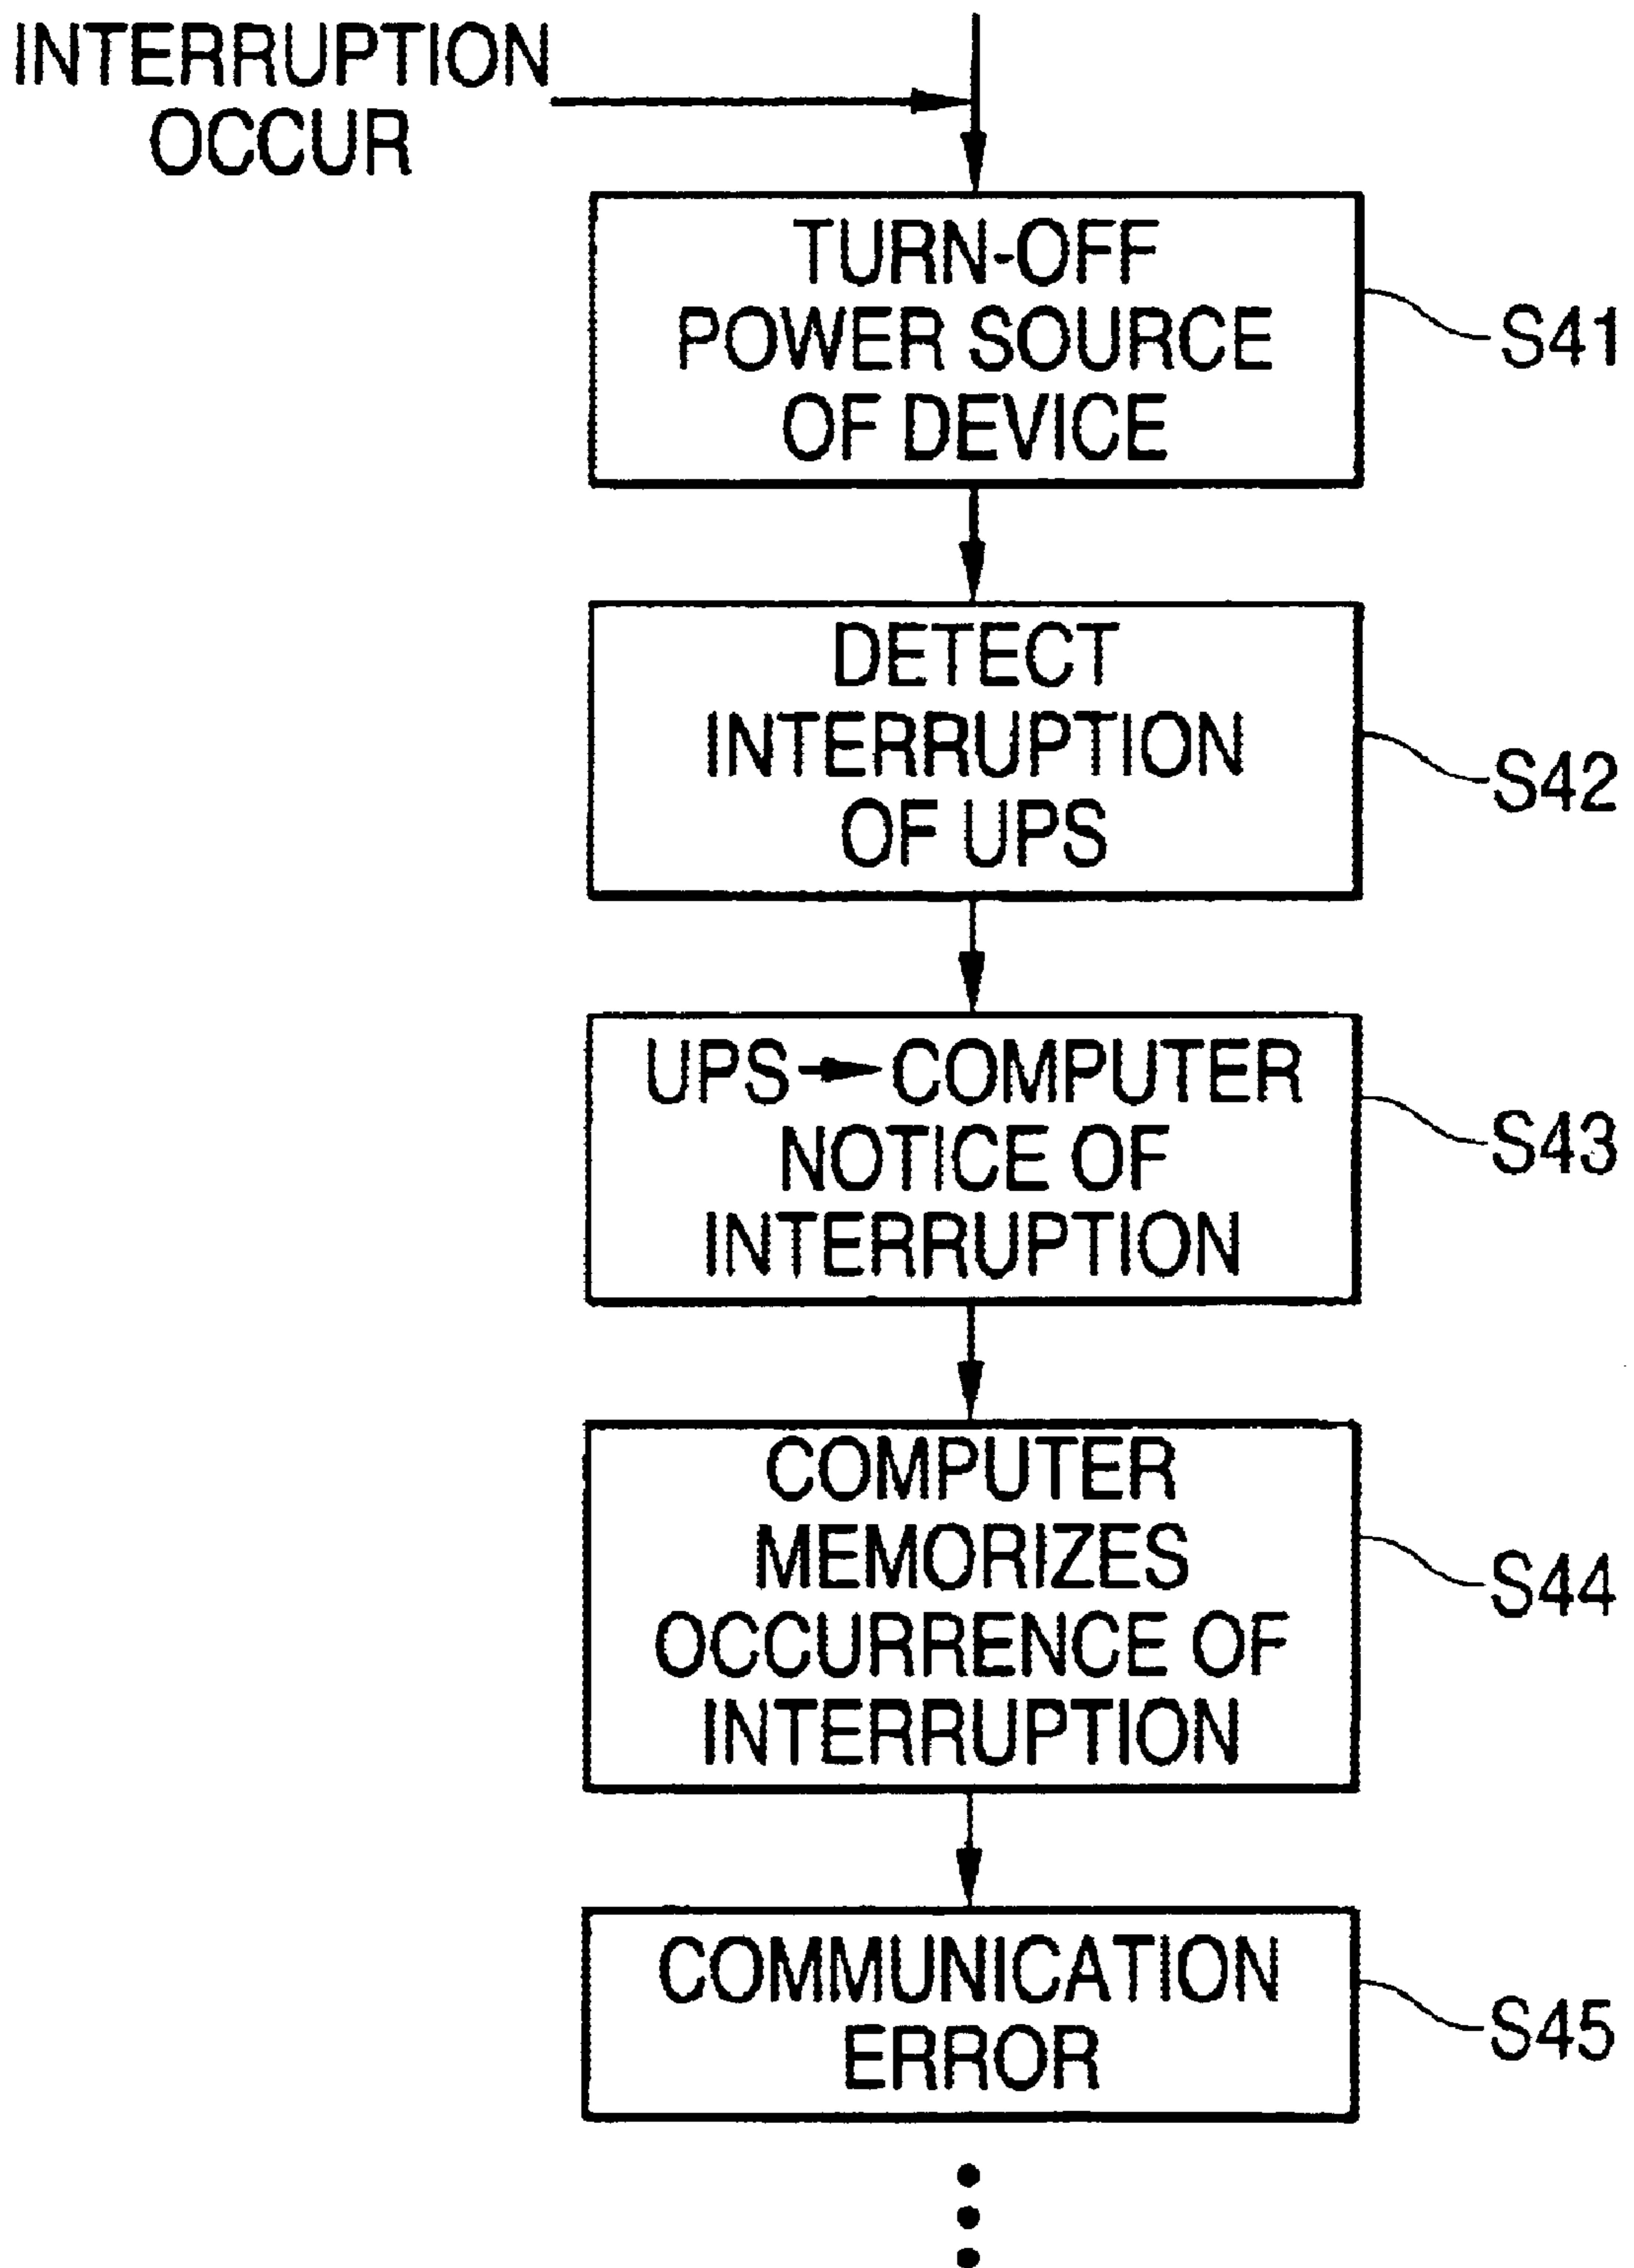 INTERRUPTION
OCCUR
TURN-OFF
POWER SOURCE
OF DEVICE
S41
DETECT
INTERRUPTION
OF UPS
S42
UPS→COMPUTER
NOTICE OF
INTERRUPTION
S43
COMPUTER
MEMORIZES
OCCURRENCE OF
INTERRUPTION
S44
COMMUNICATION
ERROR
S45